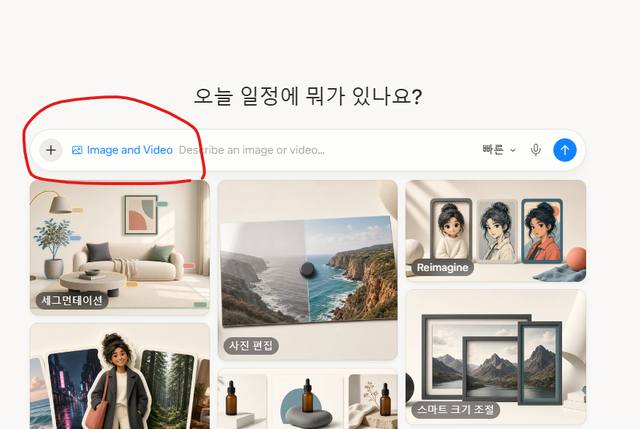 오늘 일정에 뭐가 있나요?
Image and Video Describe an image or video... 빠른
세그먼테이션
사진 편집
Reimagine
스마트 크기 조절